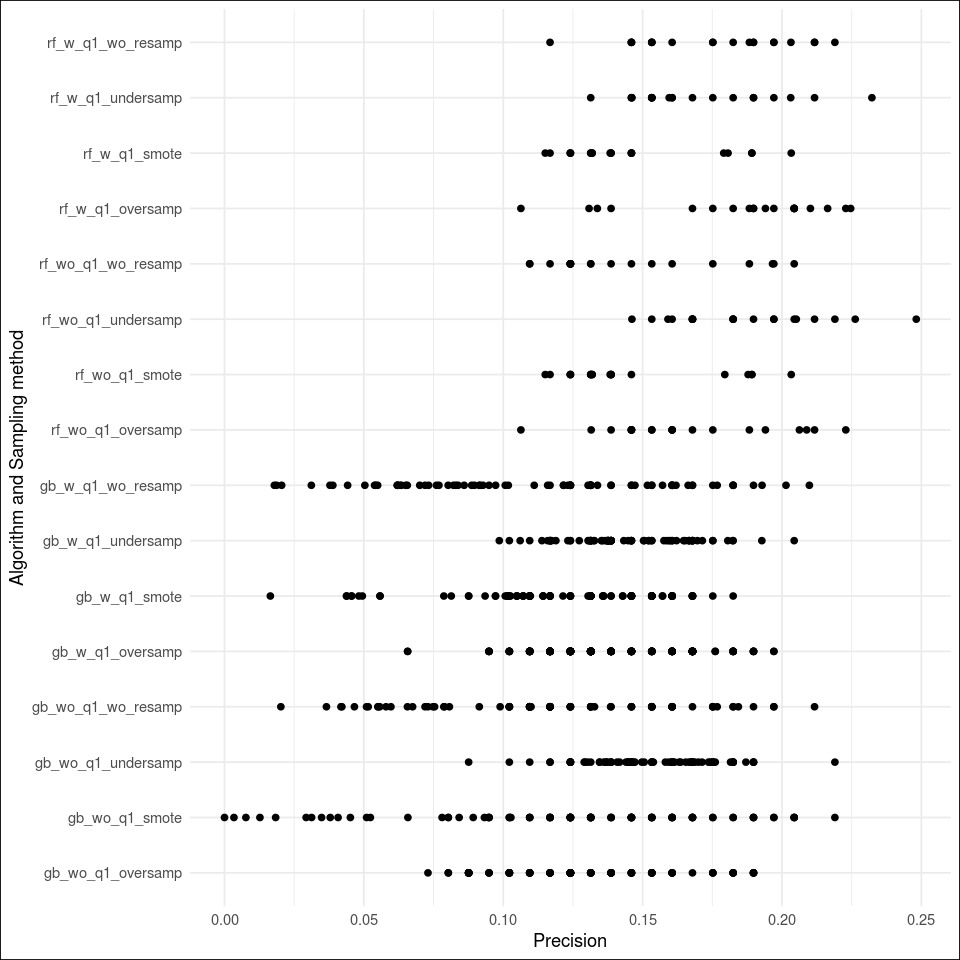 Algorithm and Sampling method
rf_w_q1_wo_resamp
rf_w_q1_undersamp
rf_w_q1_smote
rf_w_q1_oversamp
rf_wo_q1_wo_resamp
rf_wo_q1_undersamp
rf_wo_q1_smote
rf_wo_q1_oversamp
gb_w_q1_wo_resamp
gb_w_q1_undersamp
gb_w_q1_smote
gb_w_q1_oversamp
gb_wo_q1_wo_resamp
gb_wo_q1_undersamp
gb_wo_q1_smote
gb_wo_q1_oversamp
0.00 0.05 0.10 0.15 0.20 0.25
Precision